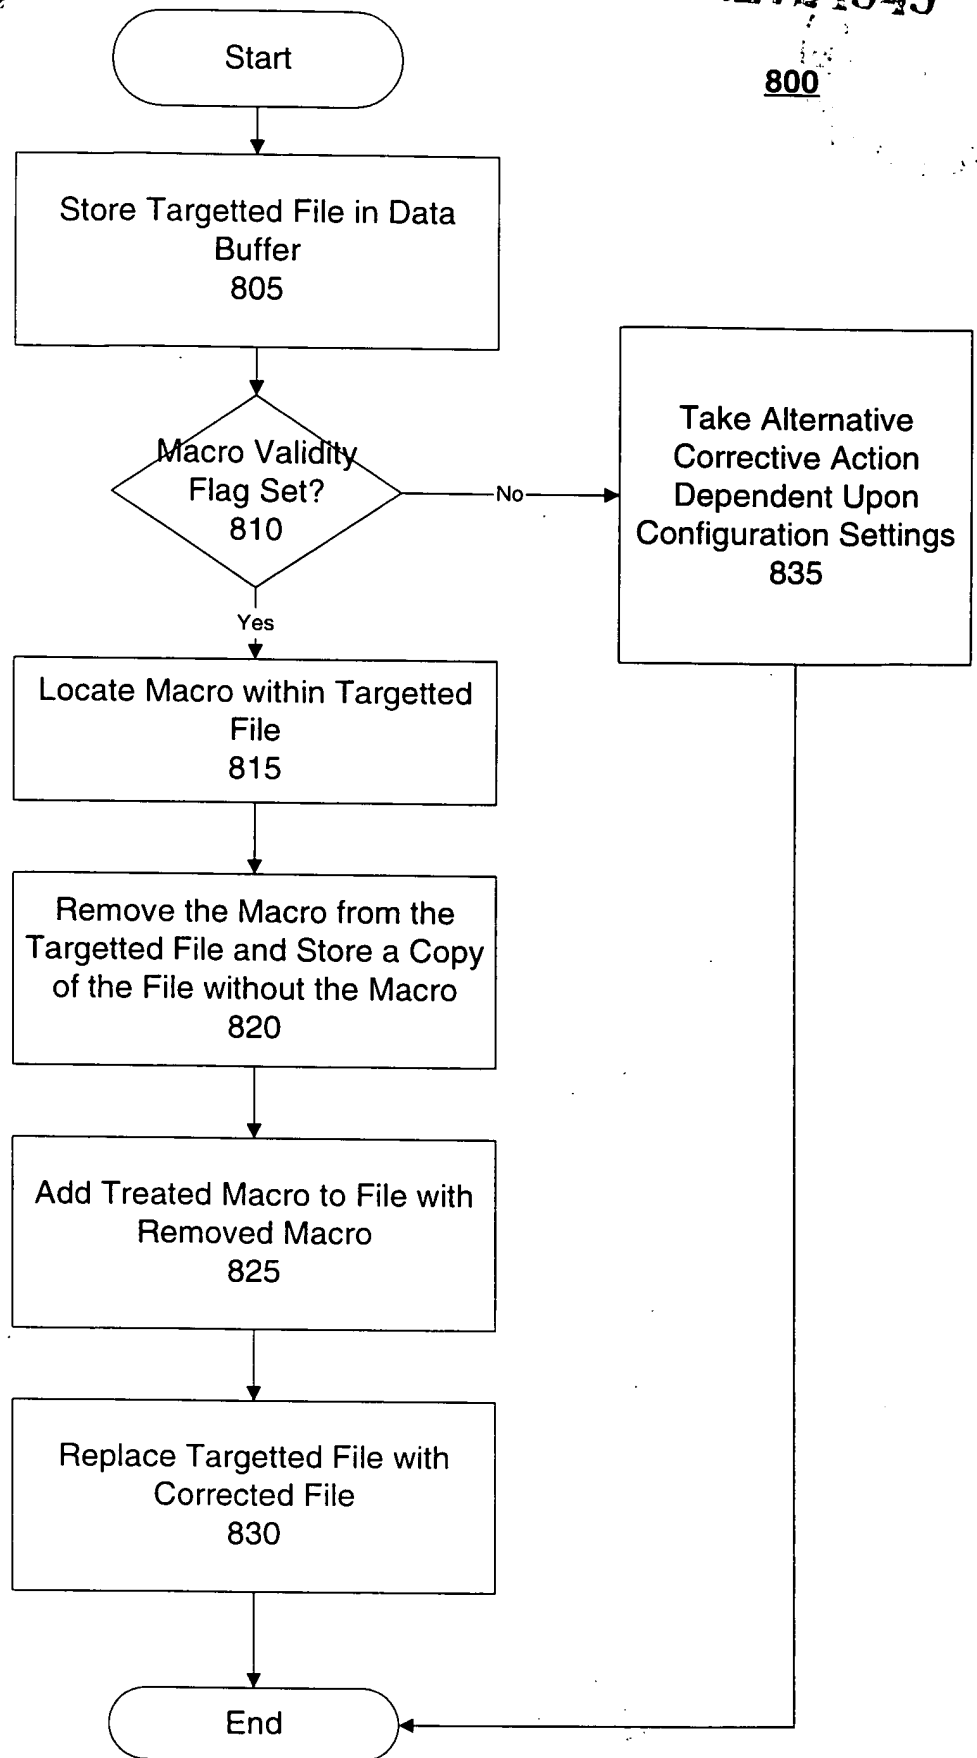 Start
800
Store Targetted File in Data
Buffer
805
Macro Validity
Flag Set?
810
No
Take Alternative
Corrective Action
Dependent Upon
Configuration Settings
835
Yes
Locate Macro within Targetted
File
815
Remove the Macro from the
Targetted File and Store a Copy
of the File without the Macro
820
Add Treated Macro to File with
Removed Macro
825
Replace Targetted File with
Corrected File
830
End